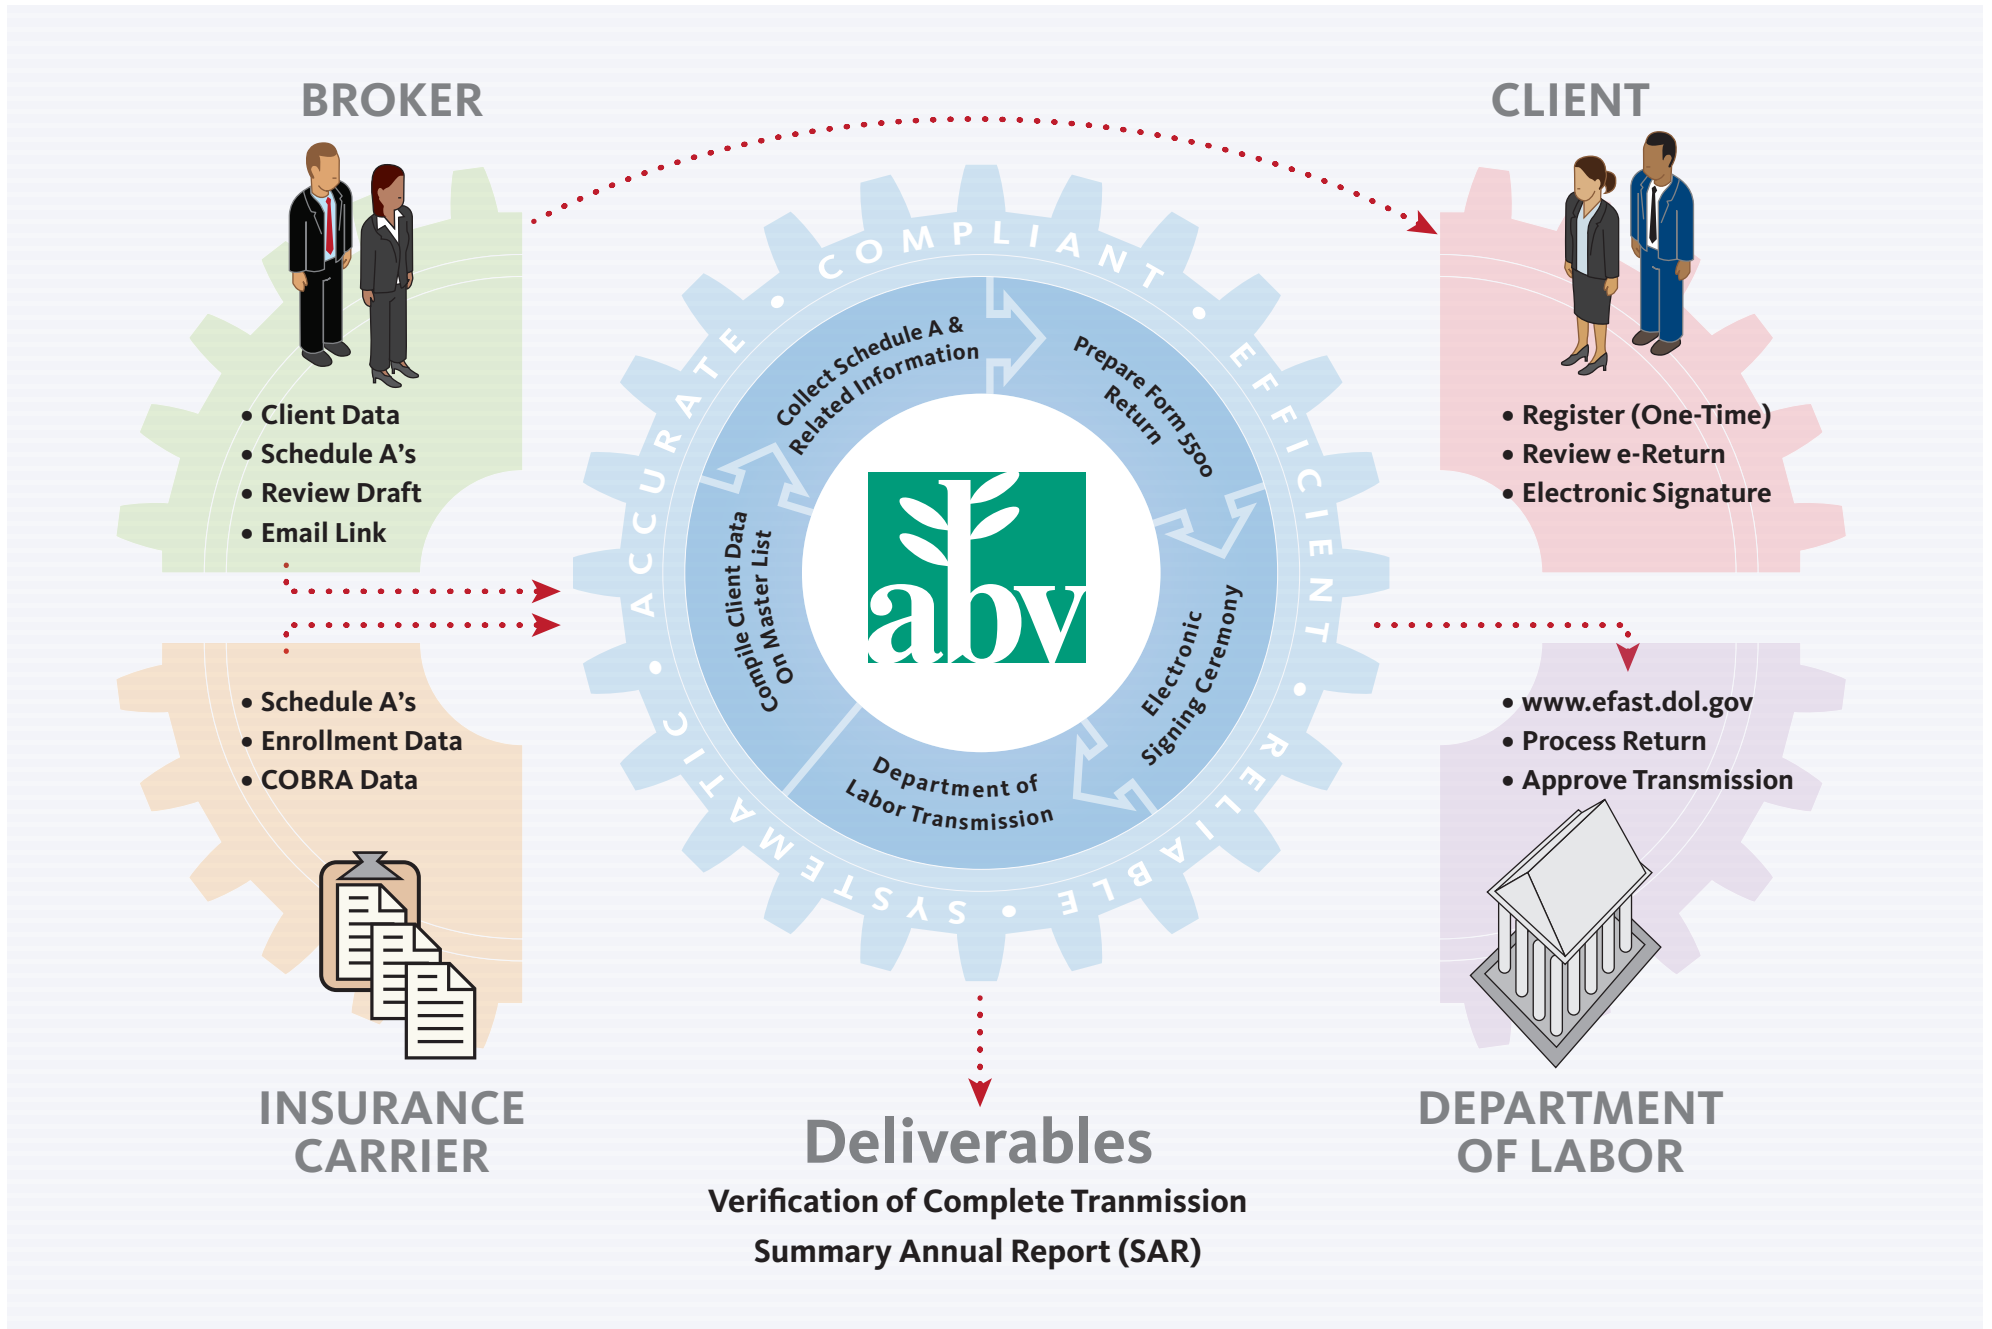 BROKER
CLIENT
• Client Data
• Schedule A's
• Review Draft
• Email Link
• Register (One-Time)
• Review e-Return
• Electronic Signature
ACCURATE • COMPLIANT • EFFICIENT • RELIABLE • SYSTEMATIC •
Compile Client Data
On Master List
Collect Schedule A &
Related Information
Prepare Form 5500
Return
Electronic
Signing Ceremony
Department of
Labor Transmission
abv
• Schedule A's
• Enrollment Data
• COBRA Data
• www.efast.dol.gov
• Process Return
• Approve Transmission
INSURANCE
CARRIER
DEPARTMENT
OF LABOR
Deliverables
Verification of Complete Tranmission
Summary Annual Report (SAR)